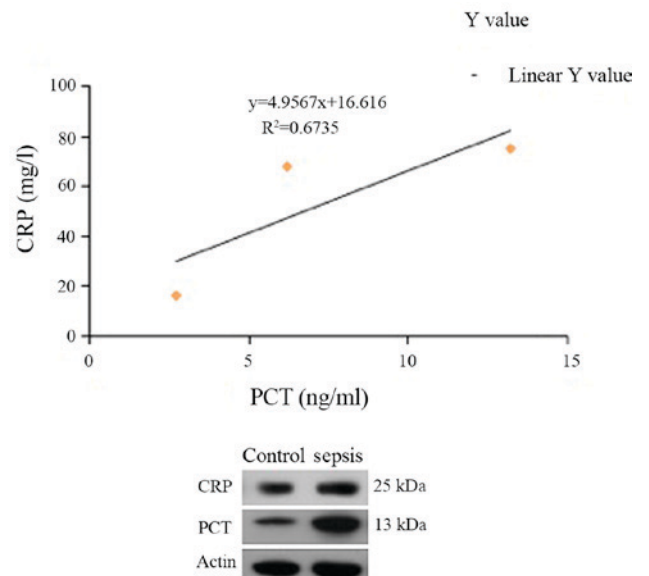 Y value
- Linear Y value
y=4.9567x+16.616
R²=0.6735
100
80
60
40
20
0
CRP (mg/l)
0 5 10 15
PCT (ng/ml)
Control sepsis
CRP 25 kDa
PCT 13 kDa
Actin